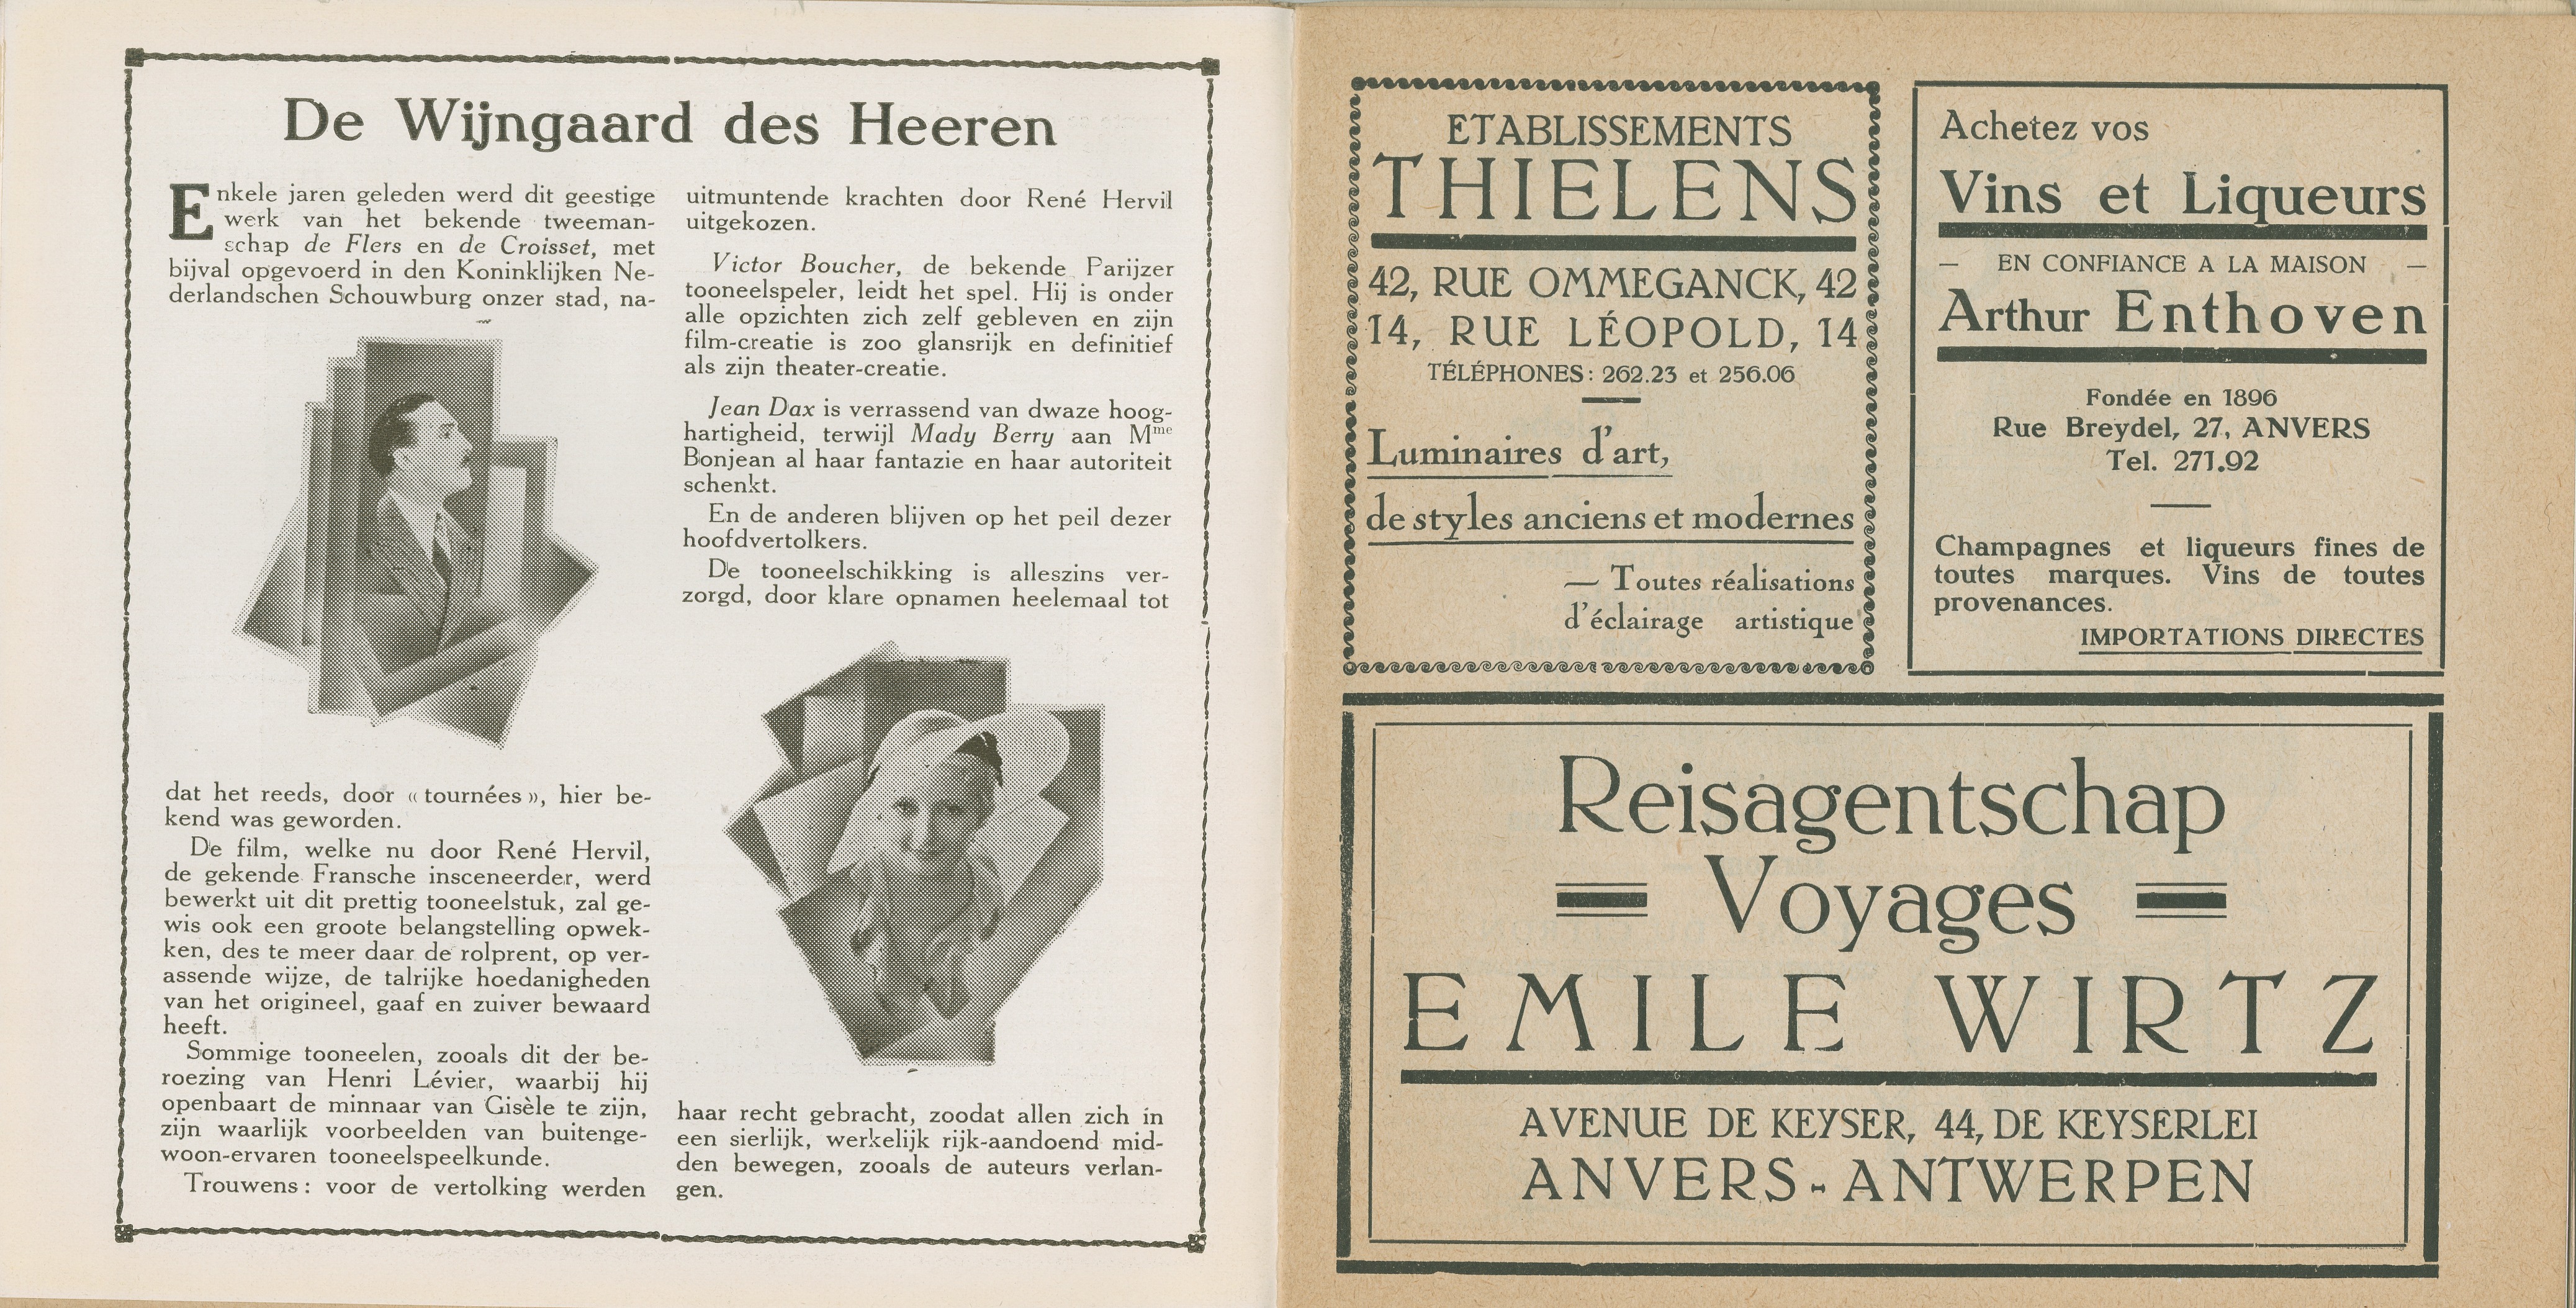 De Wijngaard des Heeren
Enkele jaren geleden werd dit geestige
werk van het bekende tweeman-
schap de Flers en de Croisset, met
bijval opgevoerd in den Koninklijken Ne-
derlandschen Schouwburg onzer stad, na-
dat het reeds, door « tournées », hier be-
kend was geworden.
De film, welke nu door René Hervil,
de gekende Fransche insceneerder, werd
bewerkt uit dit prettig tooneelstuk, zal ge-
wis ook een groote belangstelling opwek-
ken, des te meer daar de rolprent, op ver-
assende wijze, de talrijke hoedanigheden
van het origineel, gaaf en zuiver bewaard
heeft.
Sommige tooneelen, zooals dit der be-
roezing van Henri Lévier, waarbij hij
openbaart de minnaar van Gisèle te zijn,
zijn waarlijk voorbeelden van buitenge-
woon-ervaren tooneelspeelkunde.
Trouwens : voor de vertolking werden
uitmuntende krachten door René Hervil
uitgekozen.
Victor Boucher, de bekende Parijzer
tooneelspeler, leidt het spel. Hij is onder
alle opzichten zich zelf gebleven en zijn
film-creatie is zoo glansrijk en definitief
als zijn theater-creatie.
Jean Dax is verrassend van dwaze hoog-
hartigheid, terwijl Mady Berry aan Mme
Bonjean al haar fantazie en haar autoriteit
schenkt.
En de anderen blijven op het peil dezer
hoofdvertolkers.
De tooneelschikking is alleszins ver-
zorgd, door klare opnamen heelemaal tot
haar recht gebracht, zoodat allen zich in
een sierlijk, werkelijk rijk-aandoend mid-
den bewegen, zooals de auteurs verlan-
gen.
ETABLISSEMENTS
THIELENS
42, RUE OMMEGANCK, 42
14, RUE LÉOPOLD, 14
TÉLÉPHONES : 262.23 et 256.06
Luminaires d'art,
de styles anciens et modernes
— Toutes réalisations
d'éclairage artistique
Achetez vos
Vins et Liqueurs
— EN CONFIANCE A LA MAISON —
Arthur Enthoven
Fondée en 1896
Rue Breydel, 27, ANVERS
Tel. 271.92
Champagnes et liqueurs fines de
toutes marques. Vins de toutes
provenances.
IMPORTATIONS DIRECTES
Reisagentschap
Voyages
EMILE WIRTZ
AVENUE DE KEYSER, 44, DE KEYSERLEI
ANVERS - ANTWERPEN